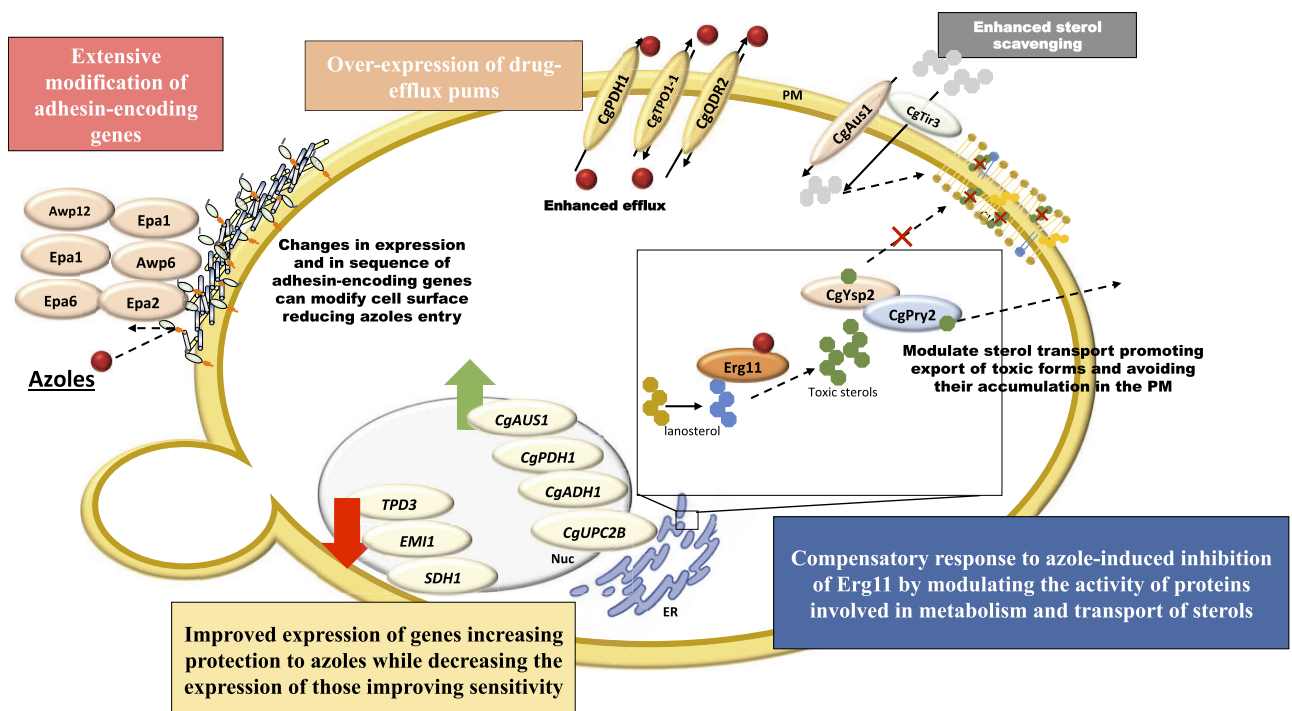 Extensive
modification of
adhesin-encoding
genes
Over-expression of drug-
efflux pums
Enhanced sterol
scavenging
CgPDH1
CgTPO1-1
CgQDR2
PM
CgAus1
CgTir3
Enhanced efflux
Awp12
Epa1
Epa1
Awp6
Epa6
Epa2
Azoles
Changes in expression
and in sequence of
adhesin-encoding genes
can modify cell surface
reducing azoles entry
CgYsp2
CgPry2
Erg11
Toxic sterols
lanosterol
Modulate sterol transport promoting
export of toxic forms and avoiding
their accumulation in the PM
CgAUS1
CgPDH1
CgADH1
CgUPC2B
TPD3
EMI1
SDH1
Nuc
ER
Improved expression of genes increasing
protection to azoles while decreasing the
expression of those improving sensitivity
Compensatory response to azole-induced inhibition
of Erg11 by modulating the activity of proteins
involved in metabolism and transport of sterols